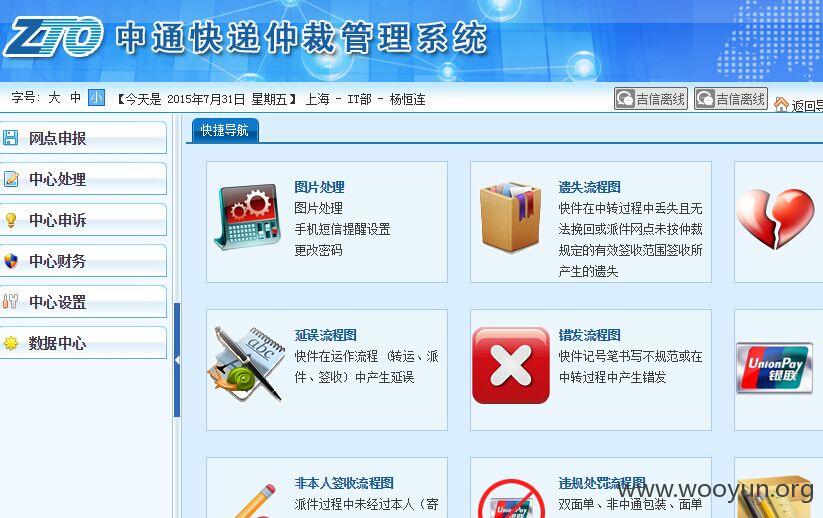 ZTO 中通快递仲裁管理系统
字号: 大 中 小 【今天是 2015年7月31日 星期五】 上海 - IT部 - 杨恒连 吉信离线 吉信离线 返回导
网点申报
中心处理
中心申诉
中心财务
中心设置
数据中心
快捷导航
图片处理
图片处理
手机短信提醒设置
更改密码
遗失流程图
快件在中转过程中丢失且无
法挽回或派件网点未按仲裁
规定的有效签收范围签收所
产生的遗失
延误流程图
快件在运作流程（转运、派
件、签收）中产生延误
abc
错发流程图
快件记号笔书写不规范或在
中转过程中产生错发
UnionPay
银联
非本人签收流程图
派件过程中未经过本人（寄
违规处罚流程图
双面单、非中通包装、面单
www.wooyun.org